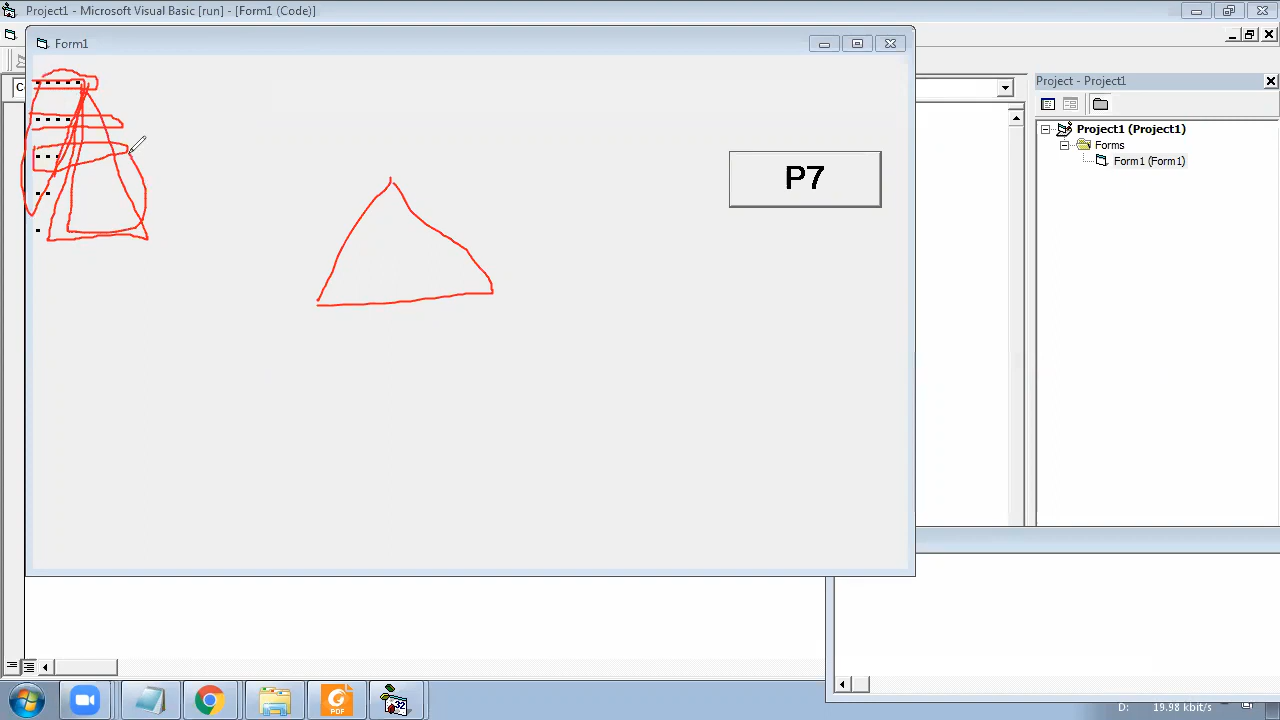 Project1 - Microsoft Visual Basic [run] - [Form1 (Code)]
Form1
C
Project - Project1
Project1 (Project1)
Forms
Form1 (Form1)
P7
.....
....
...
..
.
32
D: 19.98 kbit/s